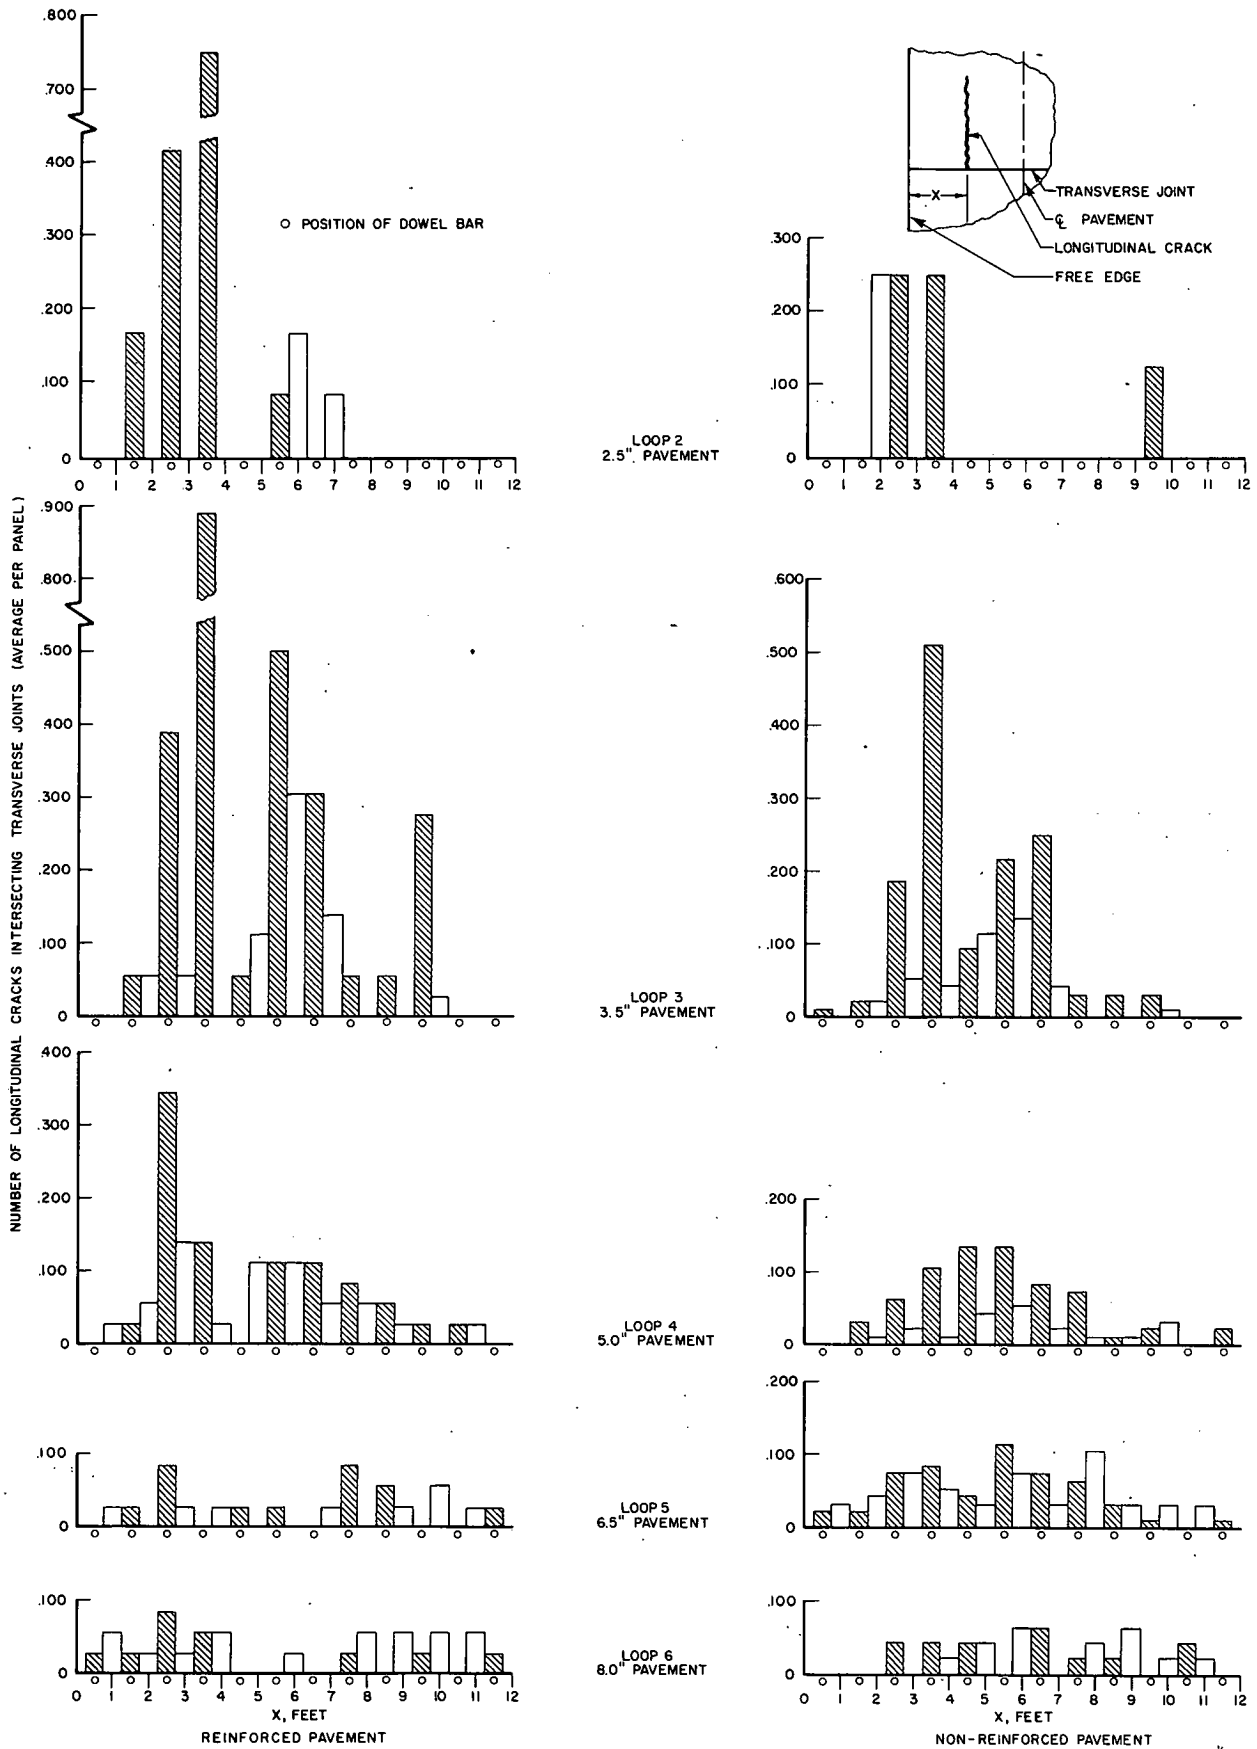 .800
.700
.400
.300
.200
.100
0
0 1 2 3 4 5 6 7 8 9 10 11 12
O POSITION OF DOWEL BAR
X
TRANSVERSE JOINT
℄ PAVEMENT
LONGITUDINAL CRACK
FREE EDGE
.300
.200
.100
0
0 1 2 3 4 5 6 7 8 9 10 11 12
LOOP 2
2.5" PAVEMENT
NUMBER OF LONGITUDINAL CRACKS INTERSECTING TRANSVERSE JOINTS (AVERAGE PER PANEL)
.900
.800
.500
.400
.300
.200
.100
0
LOOP 3
3.5" PAVEMENT
.600
.500
.400
.300
.200
.100
0
.400
.300
.200
.100
0
LOOP 4
5.0" PAVEMENT
.200
.100
0
.100
0
LOOP 5
6.5" PAVEMENT
.200
.100
0
.100
0
0 1 2 3 4 5 6 7 8 9 10 11 12
X, FEET
REINFORCED PAVEMENT
LOOP 6
8.0" PAVEMENT
.100
0
0 1 2 3 4 5 6 7 8 9 10 11 12
X, FEET
NON-REINFORCED PAVEMENT